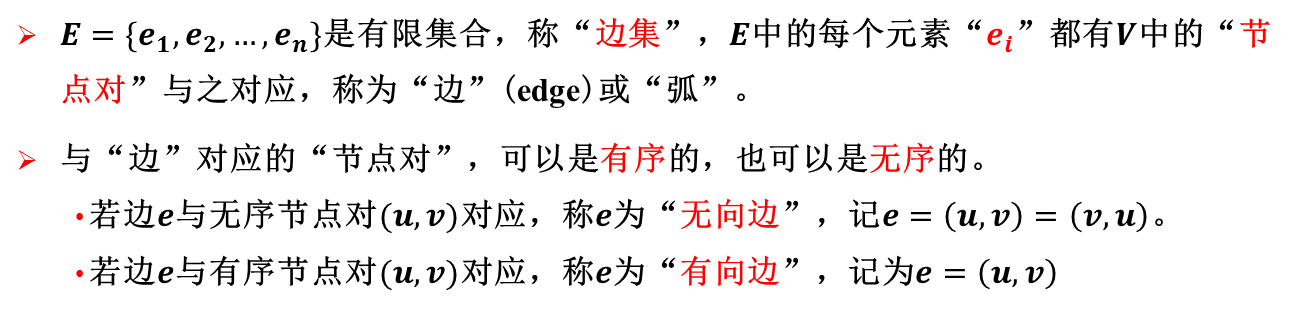 ➢ E = {e₁, e₂, …, eₙ}是有限集合，称“边集”，E中的每个元素“eᵢ”都有V中的“节
点对”与之对应，称为“边”(edge)或“弧”。
➢ 与“边”对应的“节点对”，可以是有序的，也可以是无序的。
•若边e与无序节点对(u, v)对应，称e为“无向边”，记e = (u, v) = (v, u)。
•若边e与有序节点对(u, v)对应，称e为“有向边”，记为e = (u, v)